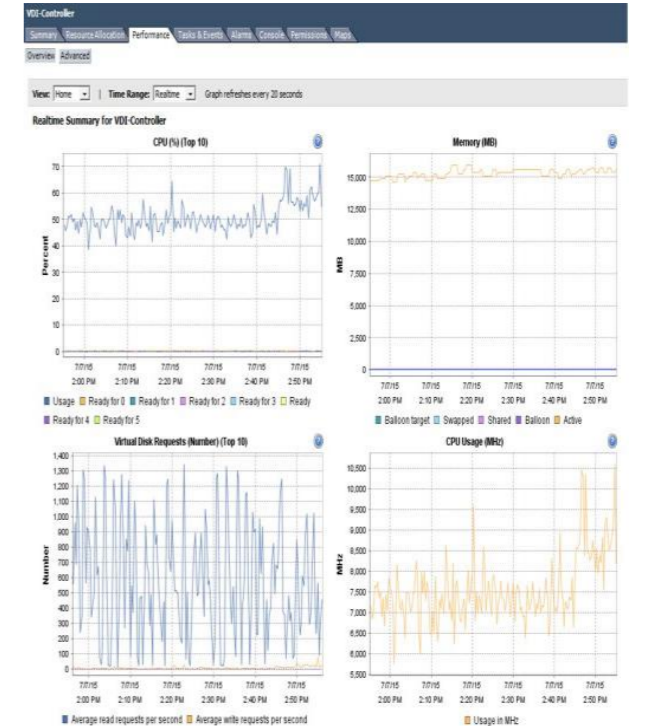 VDI-Controller
Summary Resource Allocation Performance Tasks & Events Alarms Console Permissions Maps
Overview Advanced
View: Home | Time Range: Realtime Graph refreshes every 20 seconds
Realtime Summary for VDI-Controller
CPU (%) (Top 10)
70
60
50
40
30
20
10
0
Percent
7/7/15 7/7/15 7/7/15 7/7/15 7/7/15 7/7/15
2:00 PM 2:10 PM 2:20 PM 2:30 PM 2:40 PM 2:50 PM
Usage Ready for 0 Ready for 1 Ready for 2 Ready for 3 Ready
Ready for 4 Ready for 5
Memory (MB)
15,000
12,500
10,000
7,500
5,000
2,500
0
MB
7/7/15 7/7/15 7/7/15 7/7/15 7/7/15 7/7/15
2:00 PM 2:10 PM 2:20 PM 2:30 PM 2:40 PM 2:50 PM
Balloon target Swapped Shared Balloon Active
Virtual Disk Requests (Number) (Top 10)
1,400
1,300
1,200
1,100
1,000
900
800
700
600
500
400
300
200
100
0
Number
7/7/15 7/7/15 7/7/15 7/7/15 7/7/15 7/7/15
2:00 PM 2:10 PM 2:20 PM 2:30 PM 2:40 PM 2:50 PM
Average read requests per second Average write requests per second
CPU Usage (MHz)
10,500
10,000
9,500
9,000
8,500
8,000
7,500
7,000
6,500
6,000
5,500
MHz
7/7/15 7/7/15 7/7/15 7/7/15 7/7/15 7/7/15
2:00 PM 2:10 PM 2:20 PM 2:30 PM 2:40 PM 2:50 PM
Usage in MHz